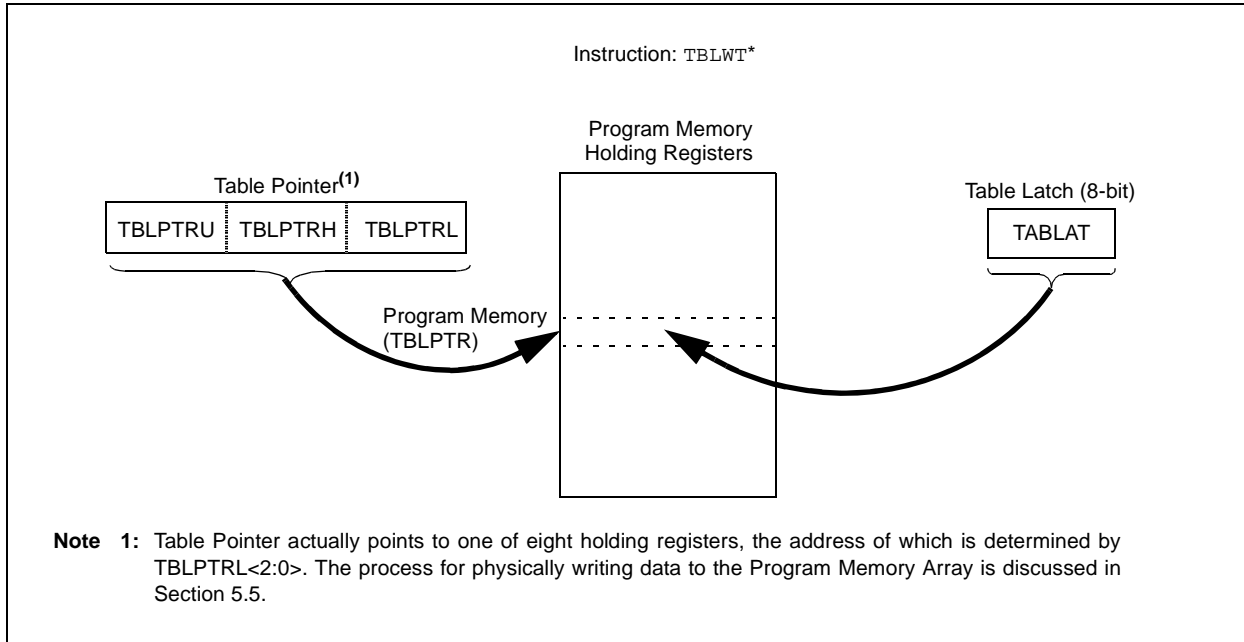 Instruction: TBLWT*
Program Memory
Holding Registers
Table Pointer(1)
Table Latch (8-bit)
TBLPTRU TBLPTRH TBLPTRL
TABLAT
Program Memory
(TBLPTR)
Note 1: Table Pointer actually points to one of eight holding registers, the address of which is determined by
TBLPTRL<2:0>. The process for physically writing data to the Program Memory Array is discussed in
Section 5.5.